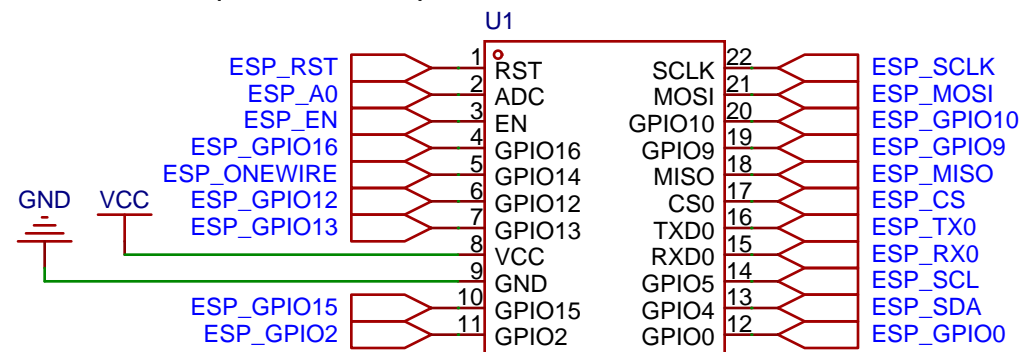 U1
ESP_RST 1 RST SCLK 22 ESP_SCLK
ESP_A0 2 ADC MOSI 21 ESP_MOSI
ESP_EN 3 EN GPIO10 20 ESP_GPIO10
ESP_GPIO16 4 GPIO16 GPIO9 19 ESP_GPIO9
ESP_ONEWIRE 5 GPIO14 MISO 18 ESP_MISO
GND VCC ESP_GPIO12 6 GPIO12 CS0 17 ESP_CS
ESP_GPIO13 7 GPIO13 TXD0 16 ESP_TX0
8 VCC RXD0 15 ESP_RX0
9 GND GPIO5 14 ESP_SCL
ESP_GPIO15 10 GPIO15 GPIO4 13 ESP_SDA
ESP_GPIO2 11 GPIO2 GPIO0 12 ESP_GPIO0